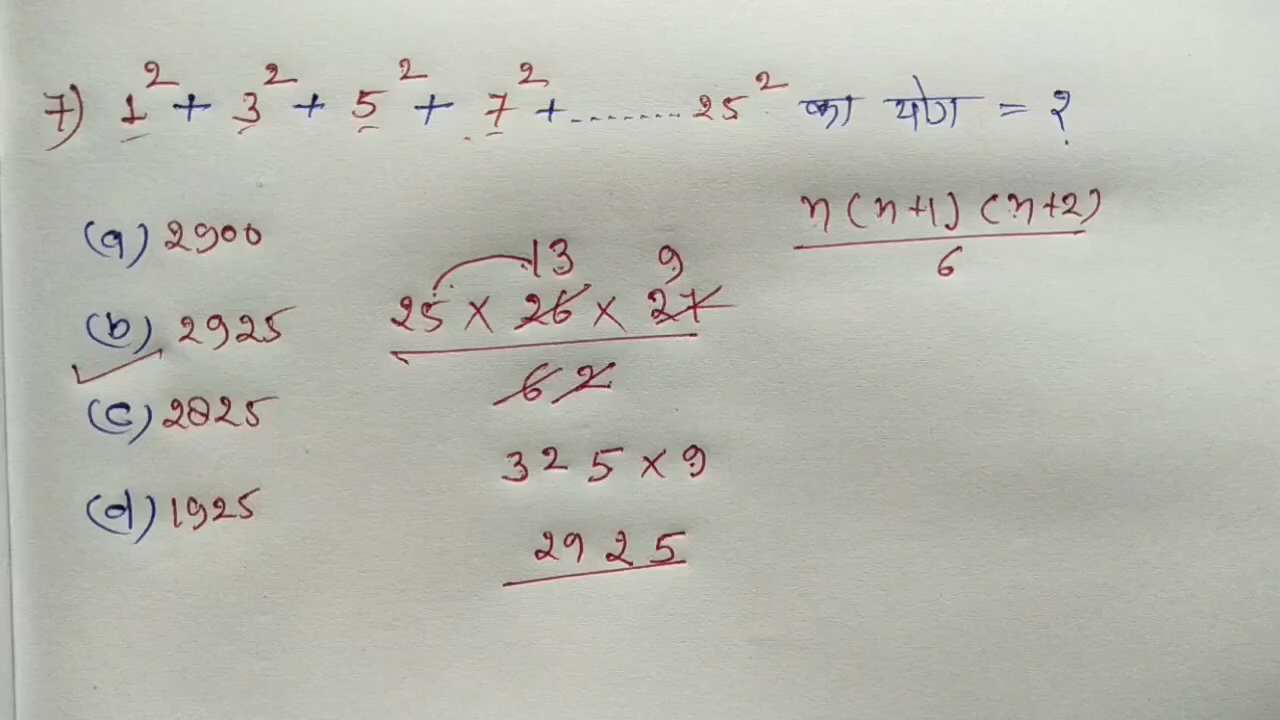 7) 1² + 3² + 5² + 7² + ....... 25² का योग = ?
n(n+1)(n+2)
6
(a) 2900
(b) 2925
(c) 2825
(d) 1925
13 9
25 × 26 × 27
6 2
325 × 9
2925